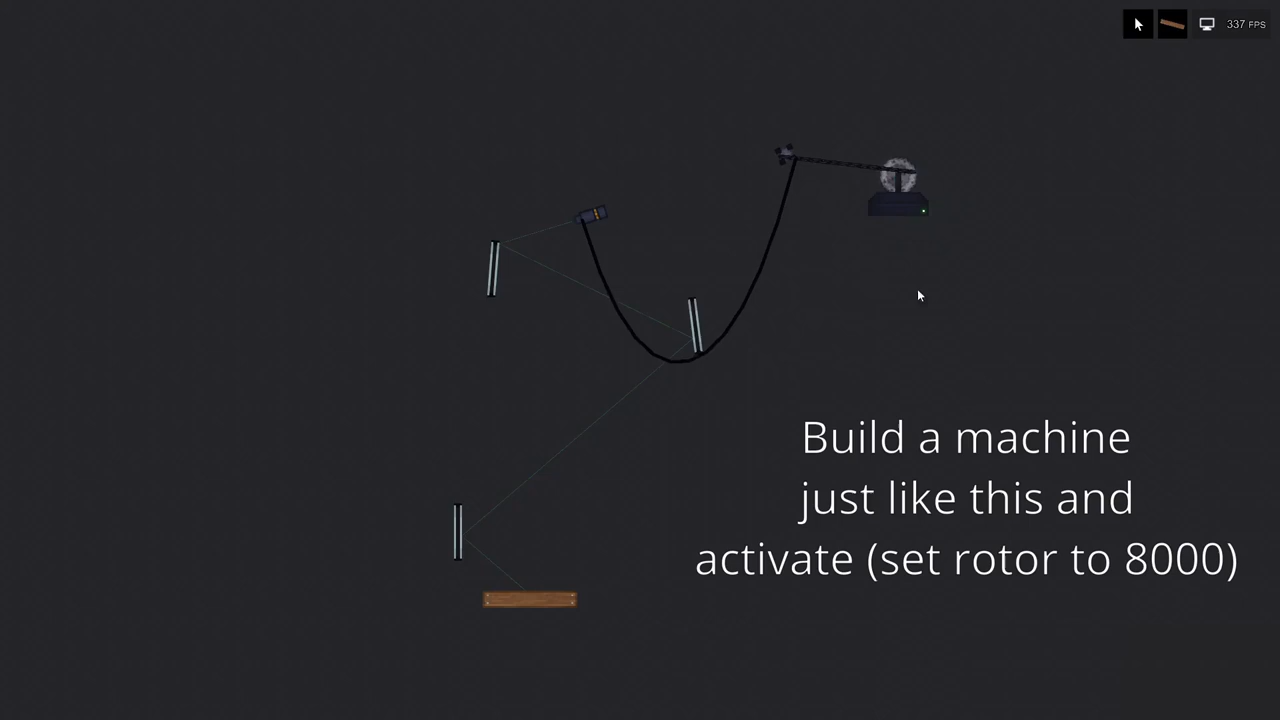 337 FPS
Build a machine
just like this and
activate (set rotor to 8000)